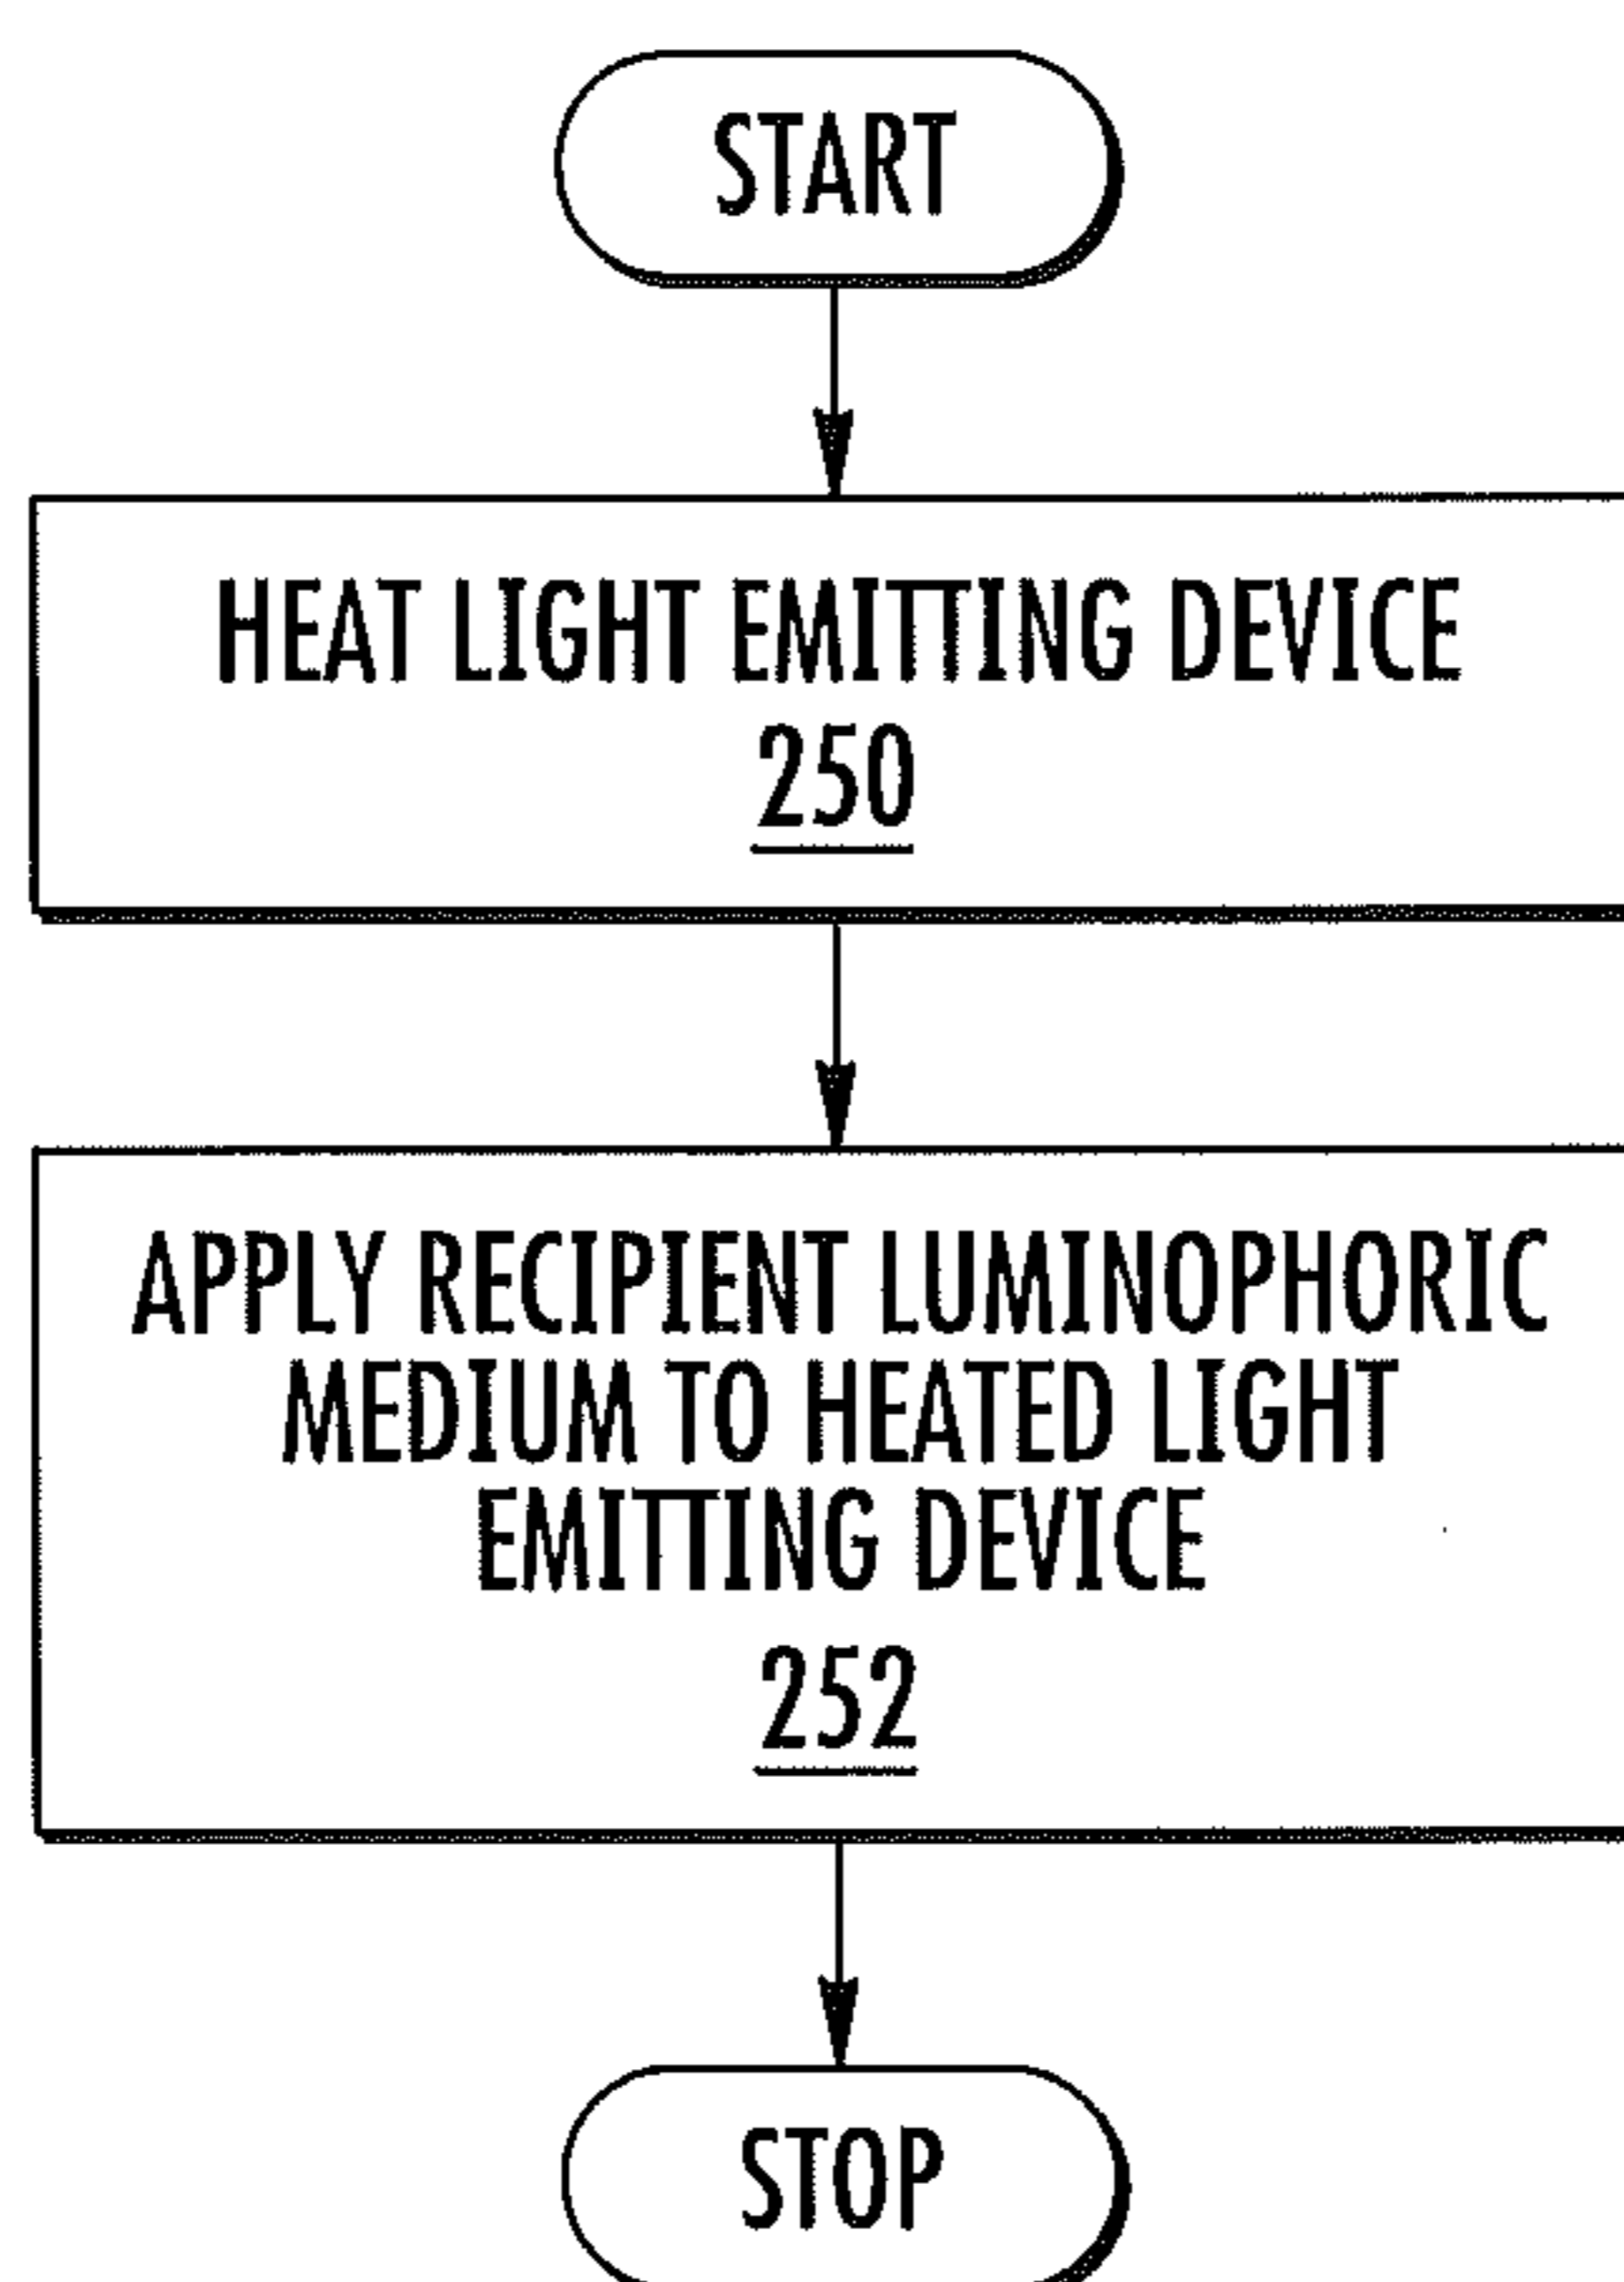 START
HEAT LIGHT EMITTING DEVICE
250
APPLY RECIPIENT LUMINOPHORIC
MEDIUM TO HEATED LIGHT
EMITTING DEVICE
252
STOP